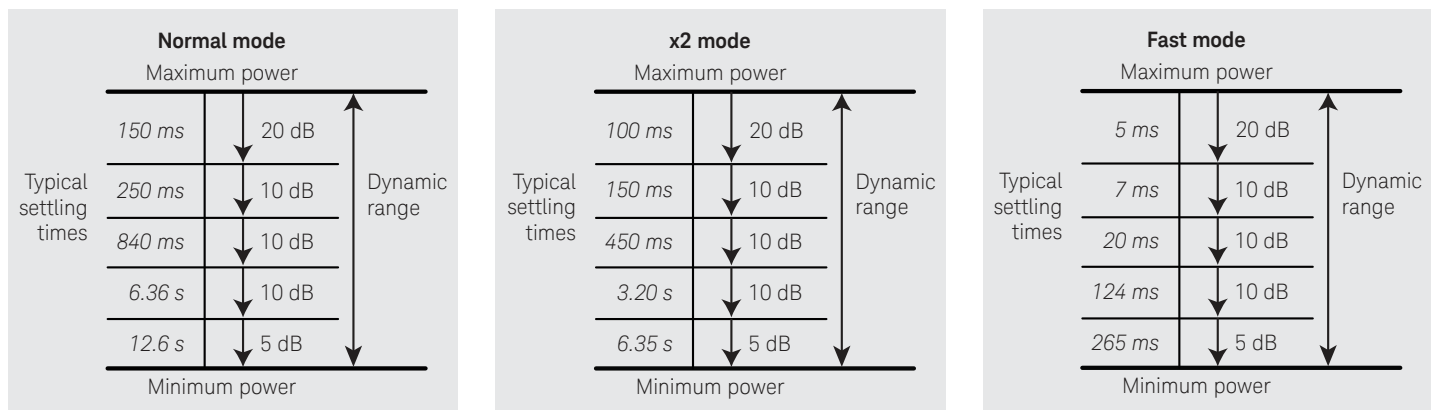 Normal mode
Maximum power
150 ms 20 dB
250 ms 10 dB
840 ms 10 dB
6.36 s 10 dB
12.6 s 5 dB
Typical
settling
times
Dynamic
range
Minimum power
x2 mode
Maximum power
100 ms 20 dB
150 ms 10 dB
450 ms 10 dB
3.20 s 10 dB
6.35 s 5 dB
Typical
settling
times
Dynamic
range
Minimum power
Fast mode
Maximum power
5 ms 20 dB
7 ms 10 dB
20 ms 10 dB
124 ms 10 dB
265 ms 5 dB
Typical
settling
times
Dynamic
range
Minimum power